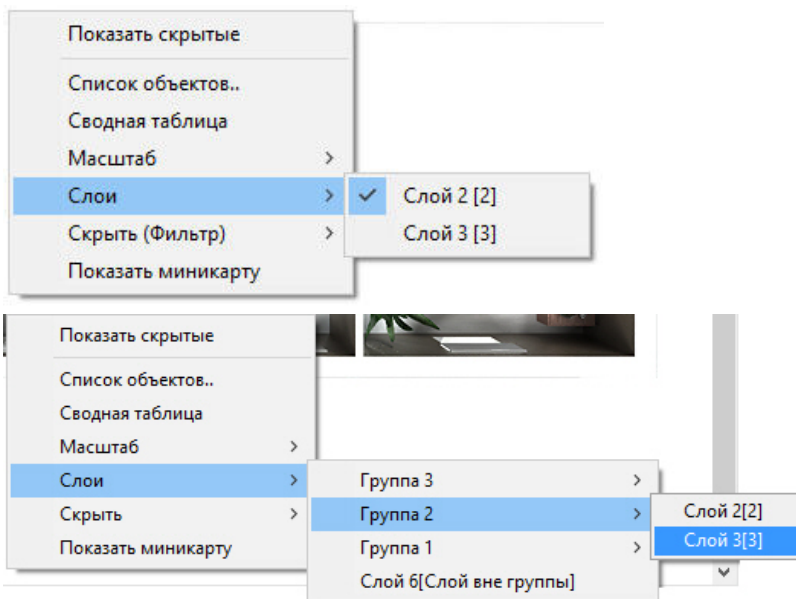 Показать скрытые
Список объектов..
Сводная таблица
Масштаб
Слои
Слой 2 [2]
Скрыть (Фильтр)
Слой 3 [3]
Показать миникарту
Показать скрытые
Список объектов..
Сводная таблица
Масштаб
Слои
Группа 3
Скрыть
Группа 2
Слой 2[2]
Показать миникарту
Группа 1
Слой 3[3]
Слой 6[Слой вне группы]